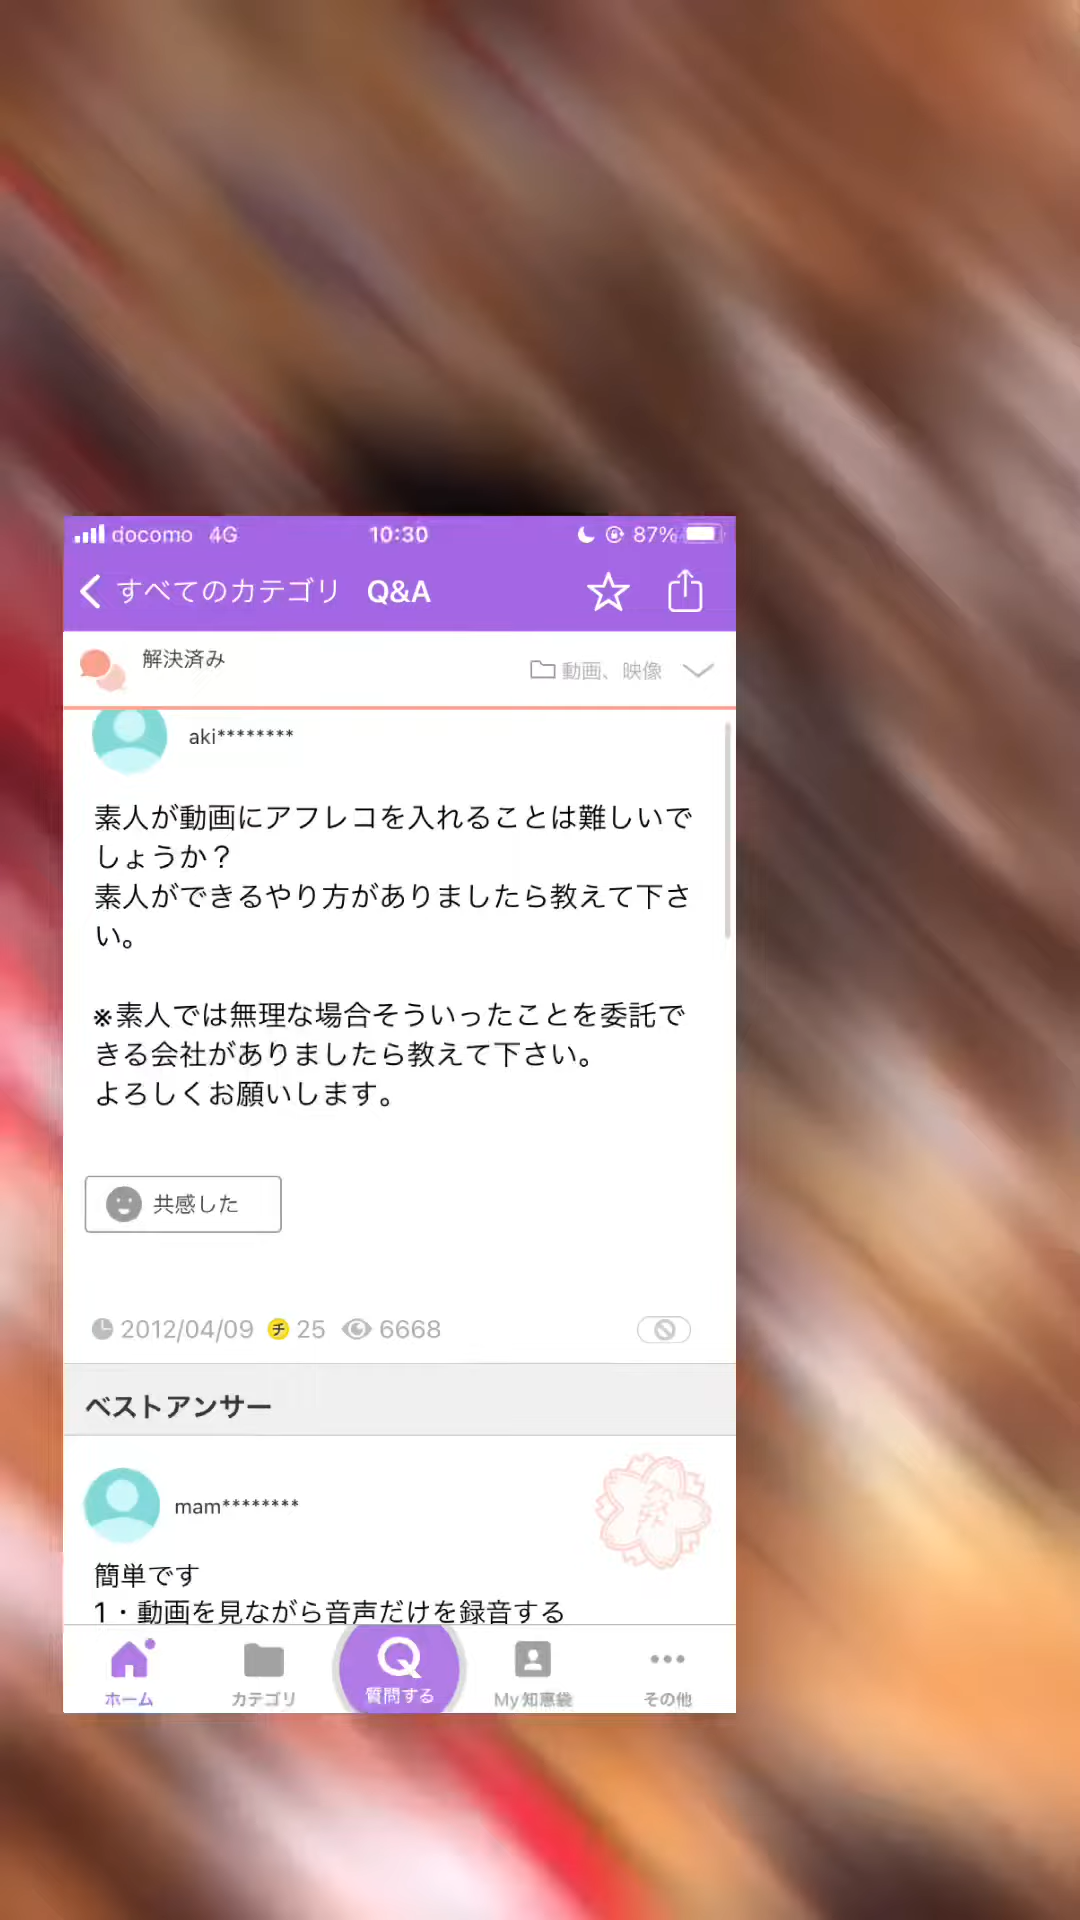 docomo 4G 10:30 87%
すべてのカテゴリ Q&A
解決済み 動画、映像
aki********
素人が動画にアフレコを入れることは難しいで
しょうか？
素人ができるやり方がありましたら教えて下さ
い。
※素人では無理な場合そういったことを委託で
きる会社がありましたら教えて下さい。
よろしくお願いします。
共感した
2012/04/09 チ 25 6668
ベストアンサー
mam********
簡単です
1・動画を見ながら音声だけを録音する
Q
ホーム カテゴリ 質問する My知恵袋 その他